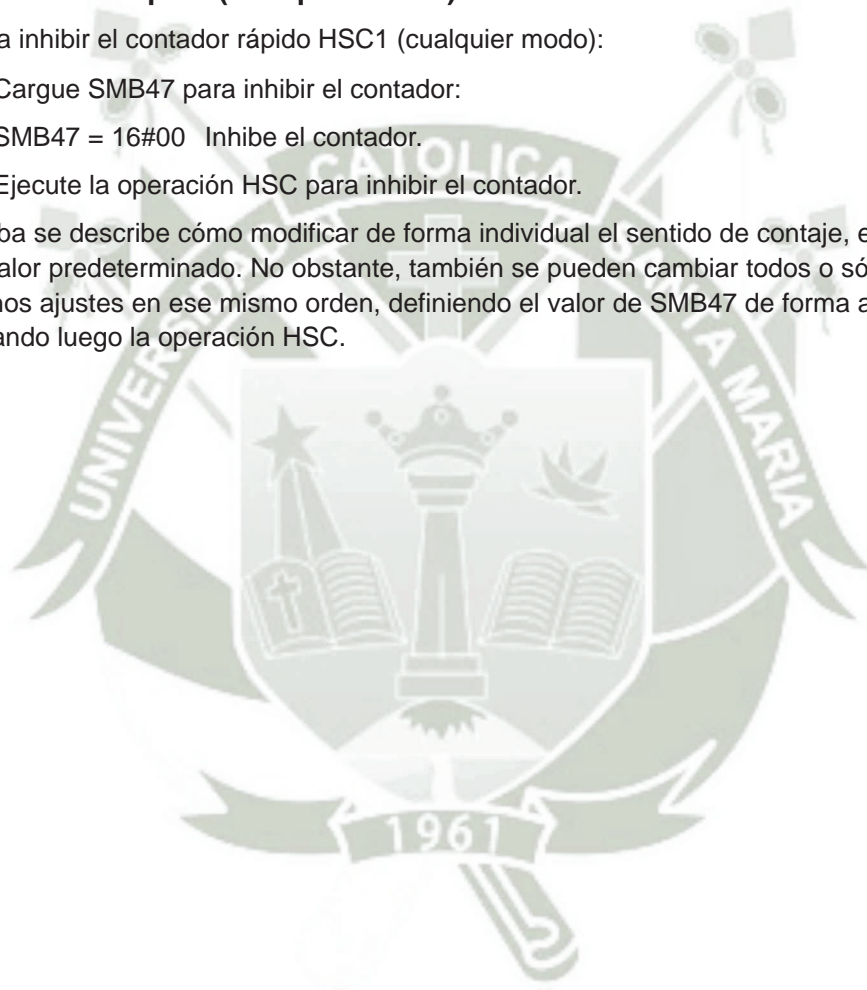 a inhibir el contador rápido HSC1 (cualquier modo):
Cargue SMB47 para inhibir el contador:
SMB47 = 16#00 Inhibe el contador.
Ejecute la operación HSC para inhibir el contador.
ba se describe cómo modificar de forma individual el sentido de contaje, e
alor predeterminado. No obstante, también se pueden cambiar todos o só
nos ajustes en ese mismo orden, definiendo el valor de SMB47 de forma a
ando luego la operación HSC.
UNIVERSIDAD CATOLICA SANTA MARIA
1961